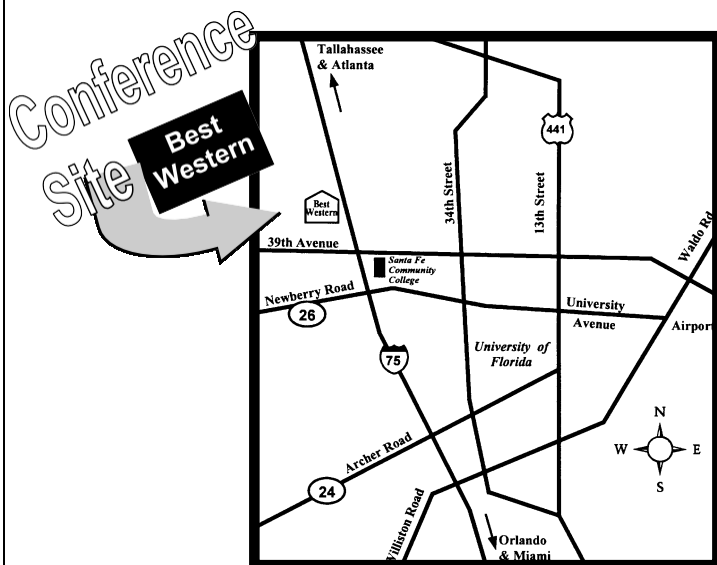 Conference
Site
Best
Western
Tallahassee
& Atlanta
441
34th Street
13th Street
Waldo Rd
Best
Western
39th Avenue
Santa Fe
Community
College
Newberry Road
26
University
Avenue
Airport
75
University of
Florida
N
W
E
S
Archer Road
24
Williston Road
Orlando
& Miami